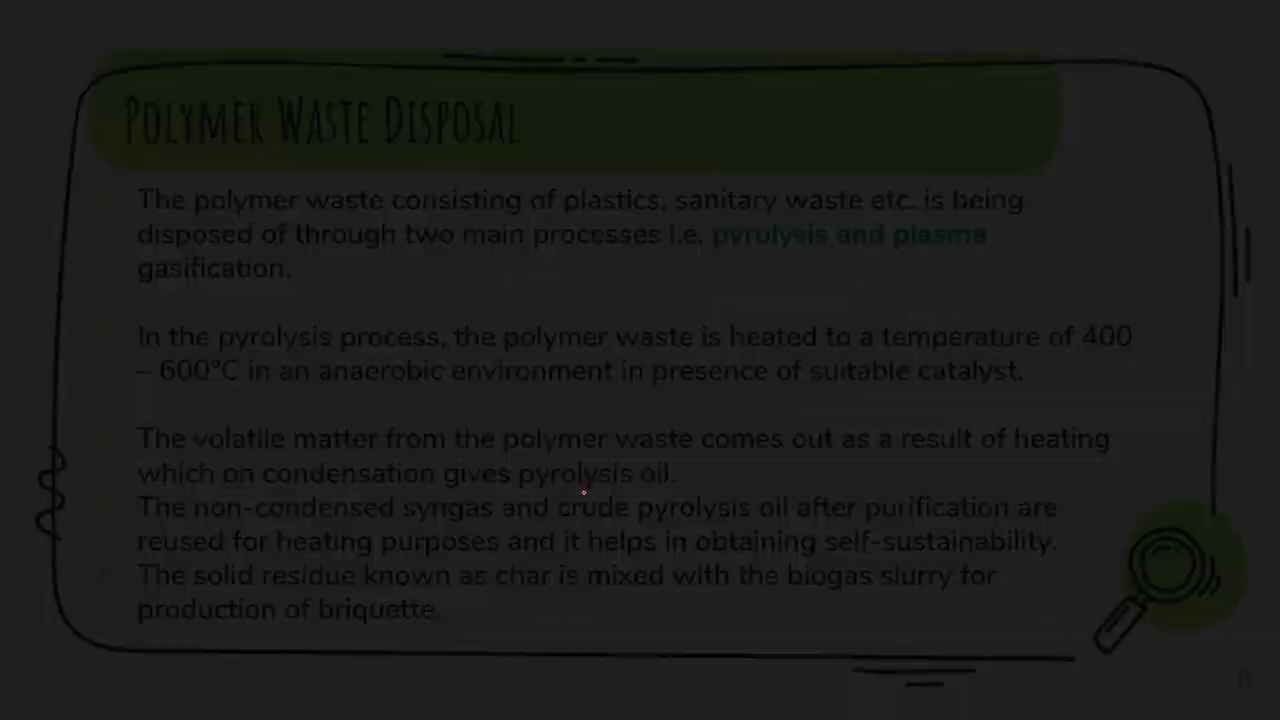 POLYMER WASTE DISPOSAL
The polymer waste consisting of plastics, sanitary waste etc. is being
disposed of through two main processes i.e. pyrolysis and plasma
gasification.
In the pyrolysis process, the polymer waste is heated to a temperature of 400
– 600°C in an anaerobic environment in presence of suitable catalyst.
The volatile matter from the polymer waste comes out as a result of heating
which on condensation gives pyrolysis oil.
The non-condensed syngas and crude pyrolysis oil after purification are
reused for heating purposes and it helps in obtaining self-sustainability.
The solid residue known as char is mixed with the biogas slurry for
production of briquette.